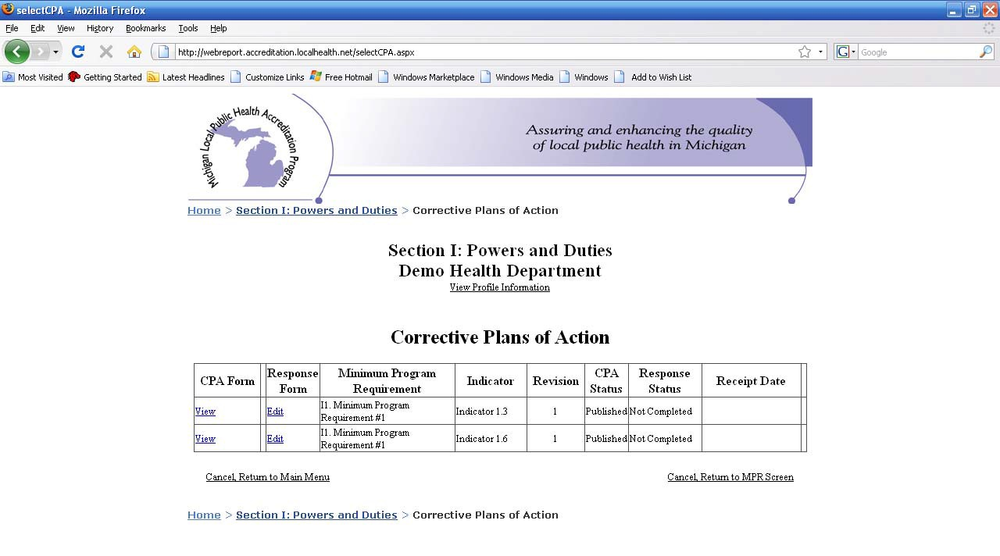 selectCPA - Mozilla Firefox
File Edit View History Bookmarks Tools Help
http://webreport.accreditation.localhealth.net/selectCPA.aspx
G Google
Most Visited Getting Started Latest Headlines Customize Links Free Hotmail Windows Marketplace Windows Media Windows Add to Wish List
Michigan Local Public Health Accreditation Program
Assuring and enhancing the quality
of local public health in Michigan
Home > Section I: Powers and Duties > Corrective Plans of Action
Section I: Powers and Duties
Demo Health Department
View Profile Information
Corrective Plans of Action
CPA Form Response Form Minimum Program Requirement Indicator Revision CPA Status Response Status Receipt Date
View Edit I1. Minimum Program Requirement #1 Indicator 1.3 1 Published Not Completed
View Edit I1. Minimum Program Requirement #1 Indicator 1.6 1 Published Not Completed
Cancel, Return to Main Menu Cancel, Return to MPR Screen
Home > Section I: Powers and Duties > Corrective Plans of Action